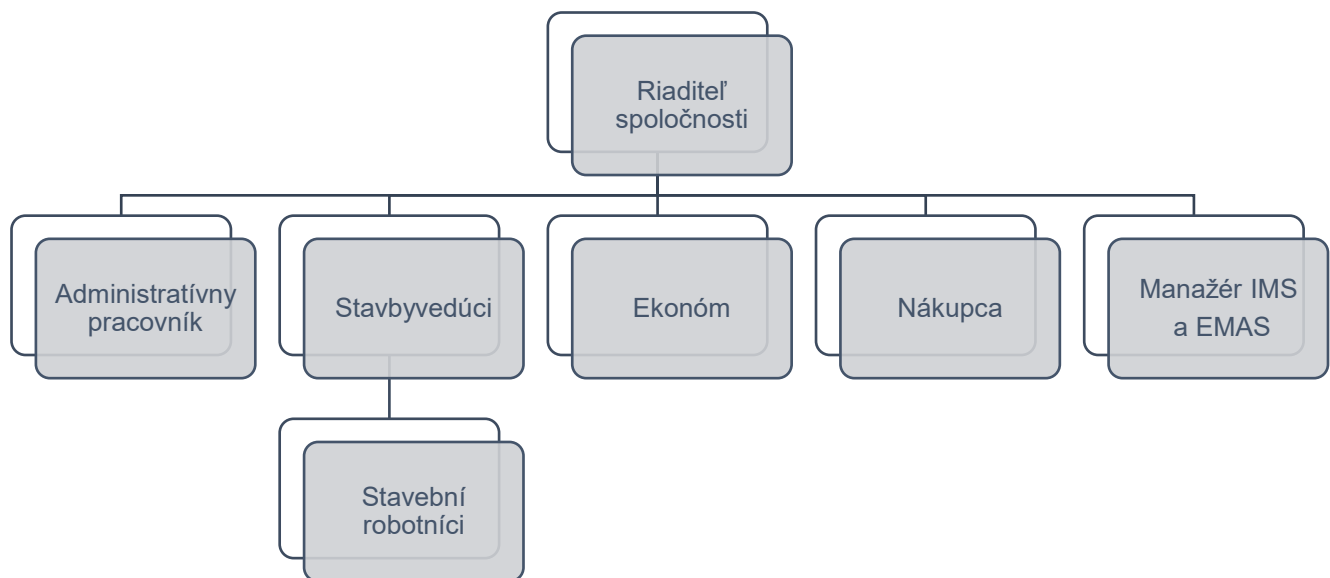 Riaditeľ
spoločnosti
Administratívny
pracovník
Stavbyvedúci
Ekonóm
Nákupca
Manažér IMS
a EMAS
Stavební
robotníci